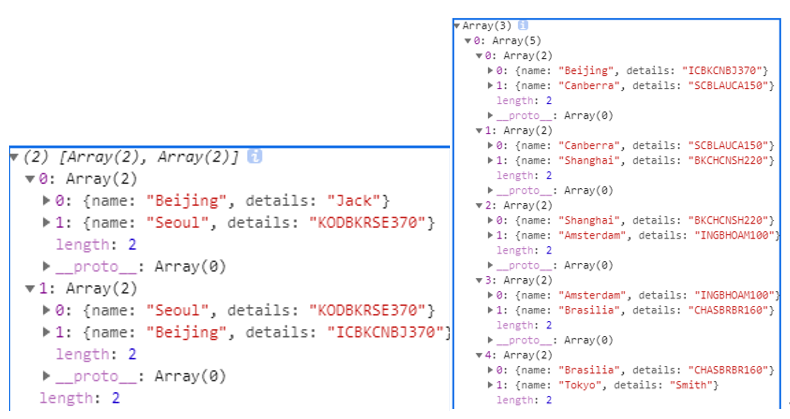 (2) [Array(2), Array(2)] i
0: Array(2)
0: {name: "Beijing", details: "Jack"}
1: {name: "Seoul", details: "KODBKRSE370"}
length: 2
__proto__: Array(0)
1: Array(2)
0: {name: "Seoul", details: "KODBKRSE370"}
1: {name: "Beijing", details: "ICBKCNBJ370"}
length: 2
__proto__: Array(0)
length: 2
Array(3) i
0: Array(5)
0: Array(2)
0: {name: "Beijing", details: "ICBKCNBJ370"}
1: {name: "Canberra", details: "SCBLAUCA150"}
length: 2
__proto__: Array(0)
1: Array(2)
0: {name: "Canberra", details: "SCBLAUCA150"}
1: {name: "Shanghai", details: "BKCHCNSH220"}
length: 2
__proto__: Array(0)
2: Array(2)
0: {name: "Shanghai", details: "BKCHCNSH220"}
1: {name: "Amsterdam", details: "INGBHOAM100"}
length: 2
__proto__: Array(0)
3: Array(2)
0: {name: "Amsterdam", details: "INGBHOAM100"}
1: {name: "Brasilia", details: "CHASBRBR160"}
length: 2
__proto__: Array(0)
4: Array(2)
0: {name: "Brasilia", details: "CHASBRBR160"}
1: {name: "Tokyo", details: "Smith"}
length: 2